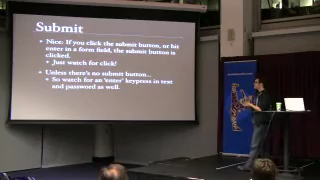 Submit
Nice: If you click the submit button, or hit
enter in a form field, the submit button is
clicked.
Just watch for click!
Unless there's no submit button...
So watch for an 'enter' keypress in text
and password as well.